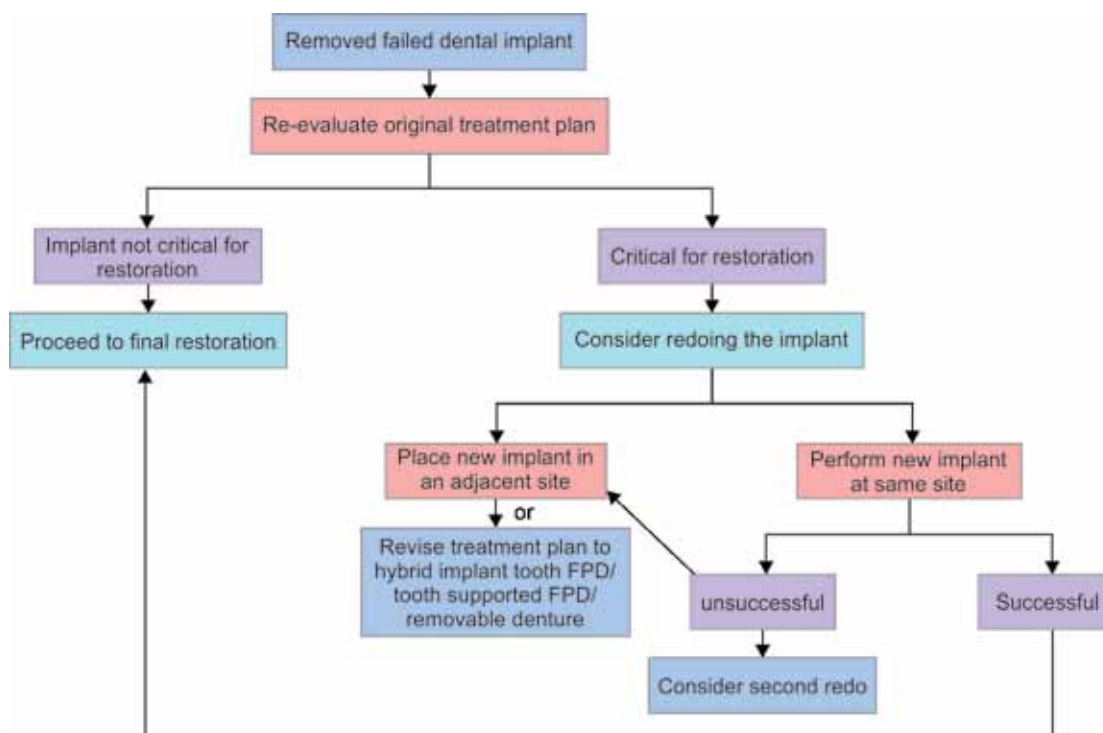 Removed failed dental implant
Re-evaluate original treatment plan
Implant not critical for
restoration
Critical for restoration
Proceed to final restoration
Consider redoing the implant
Place new implant in
an adjacent site
Perform new implant
at same site
or
Revise treatment plan to
hybrid implant tooth FPD/
tooth supported FPD/
removable denture
unsuccessful
Successful
Consider second redo